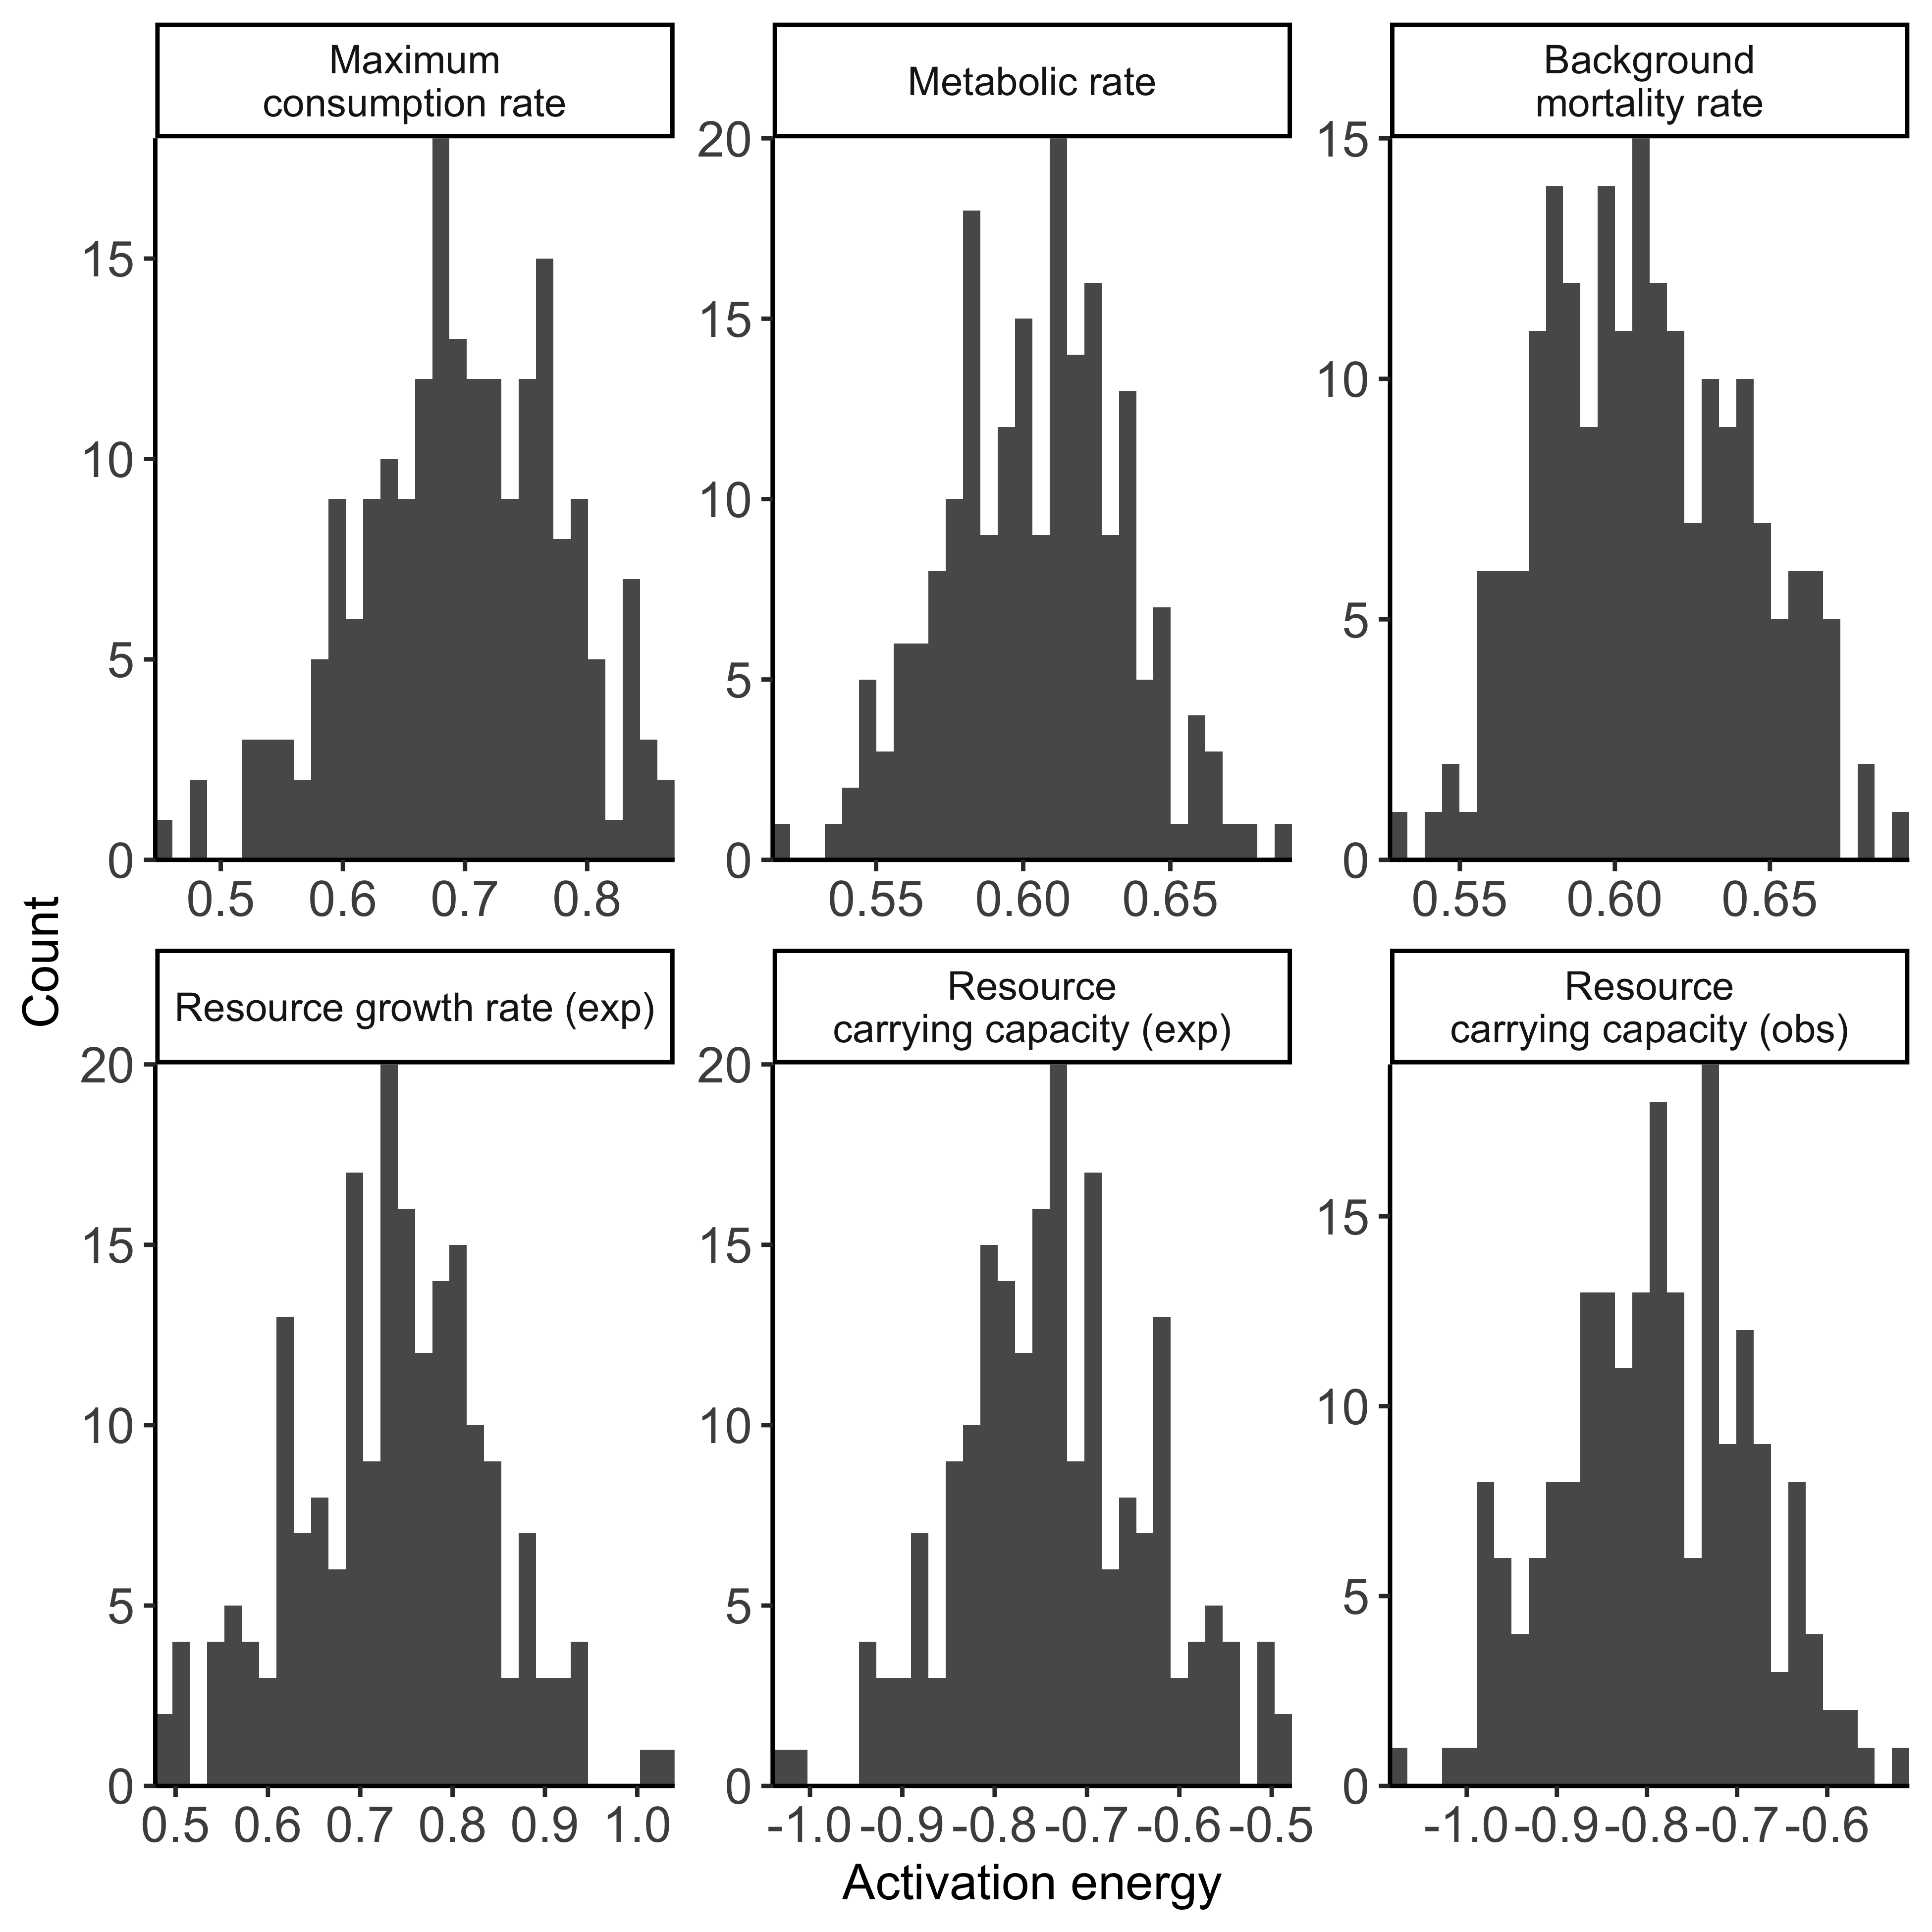 Maximum
consumption rate
Metabolic rate
Background
mortality rate
15
10
5
0
0.5 0.6 0.7 0.8
20
15
10
5
0
0.55 0.60 0.65
15
10
5
0
0.55 0.60 0.65
Count
Resource growth rate (exp)
Resource
carrying capacity (exp)
Resource
carrying capacity (obs)
20
15
10
5
0
0.5 0.6 0.7 0.8 0.9 1.0
20
15
10
5
0
-1.0 -0.9 -0.8 -0.7 -0.6 -0.5
15
10
5
0
-1.0 -0.9 -0.8 -0.7 -0.6
Activation energy